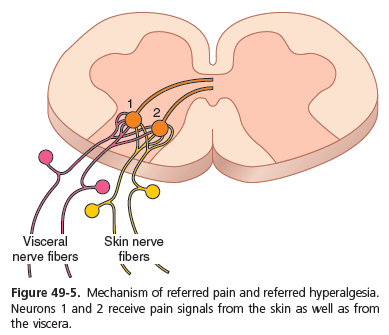 1
2
Visceral
nerve fibers
Skin nerve
fibers
Figure 49-5. Mechanism of referred pain and referred hyperalgesia.
Neurons 1 and 2 receive pain signals from the skin as well as from
the viscera.